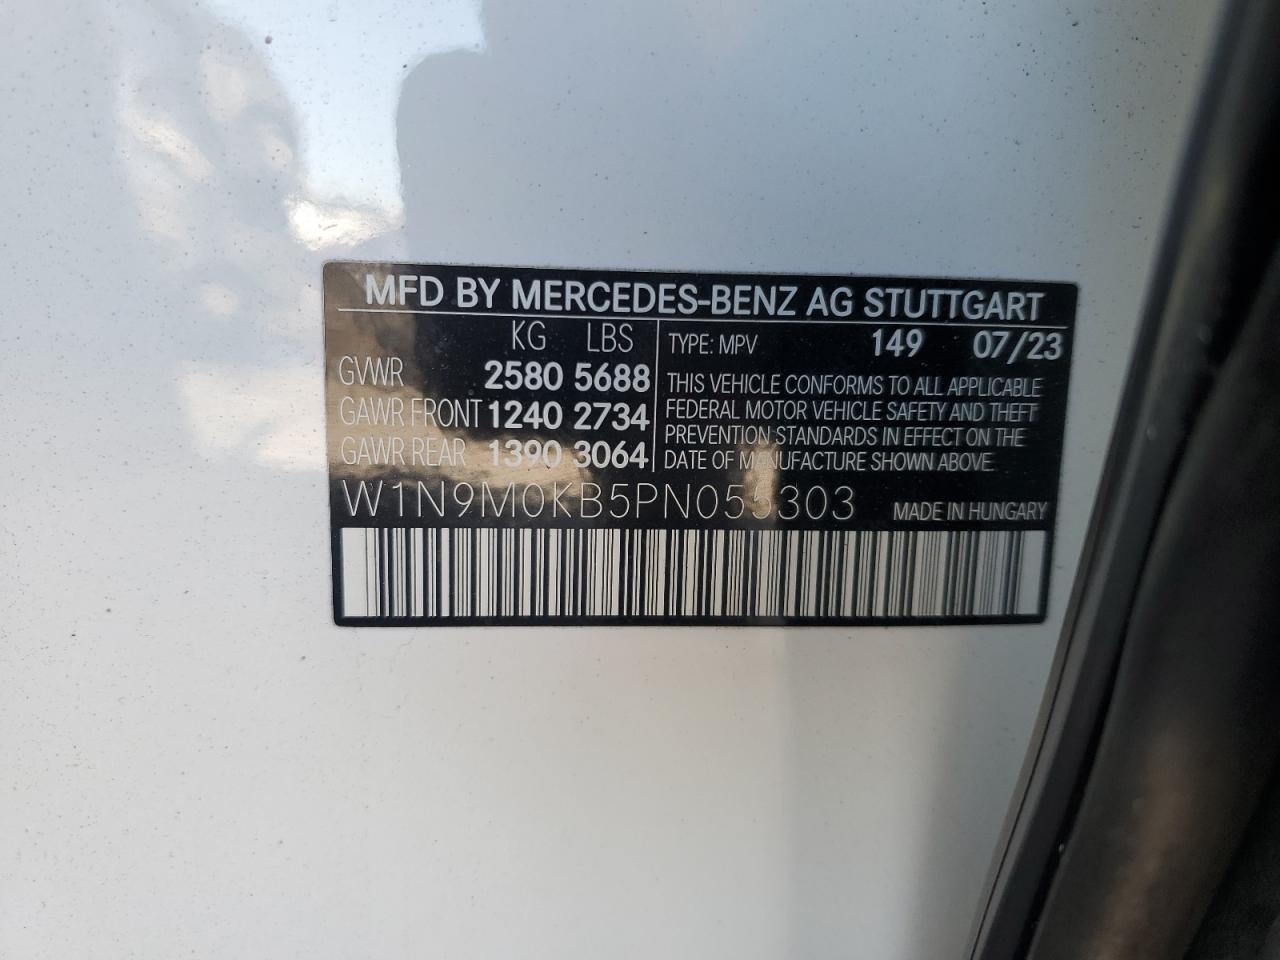 MFD BY MERCEDES-BENZ AG STUTTGART
KG LBS
GVWR 2580 5688
GAWR FRONT 1240 2734
GAWR REAR 1390 3064
TYPE: MPV 149 07/23
THIS VEHICLE CONFORMS TO ALL APPLICABLE
FEDERAL MOTOR VEHICLE SAFETY AND THEFT
PREVENTION STANDARDS IN EFFECT ON THE
DATE OF MANUFACTURE SHOWN ABOVE.
W1N9M0KB5PN055303 MADE IN HUNGARY